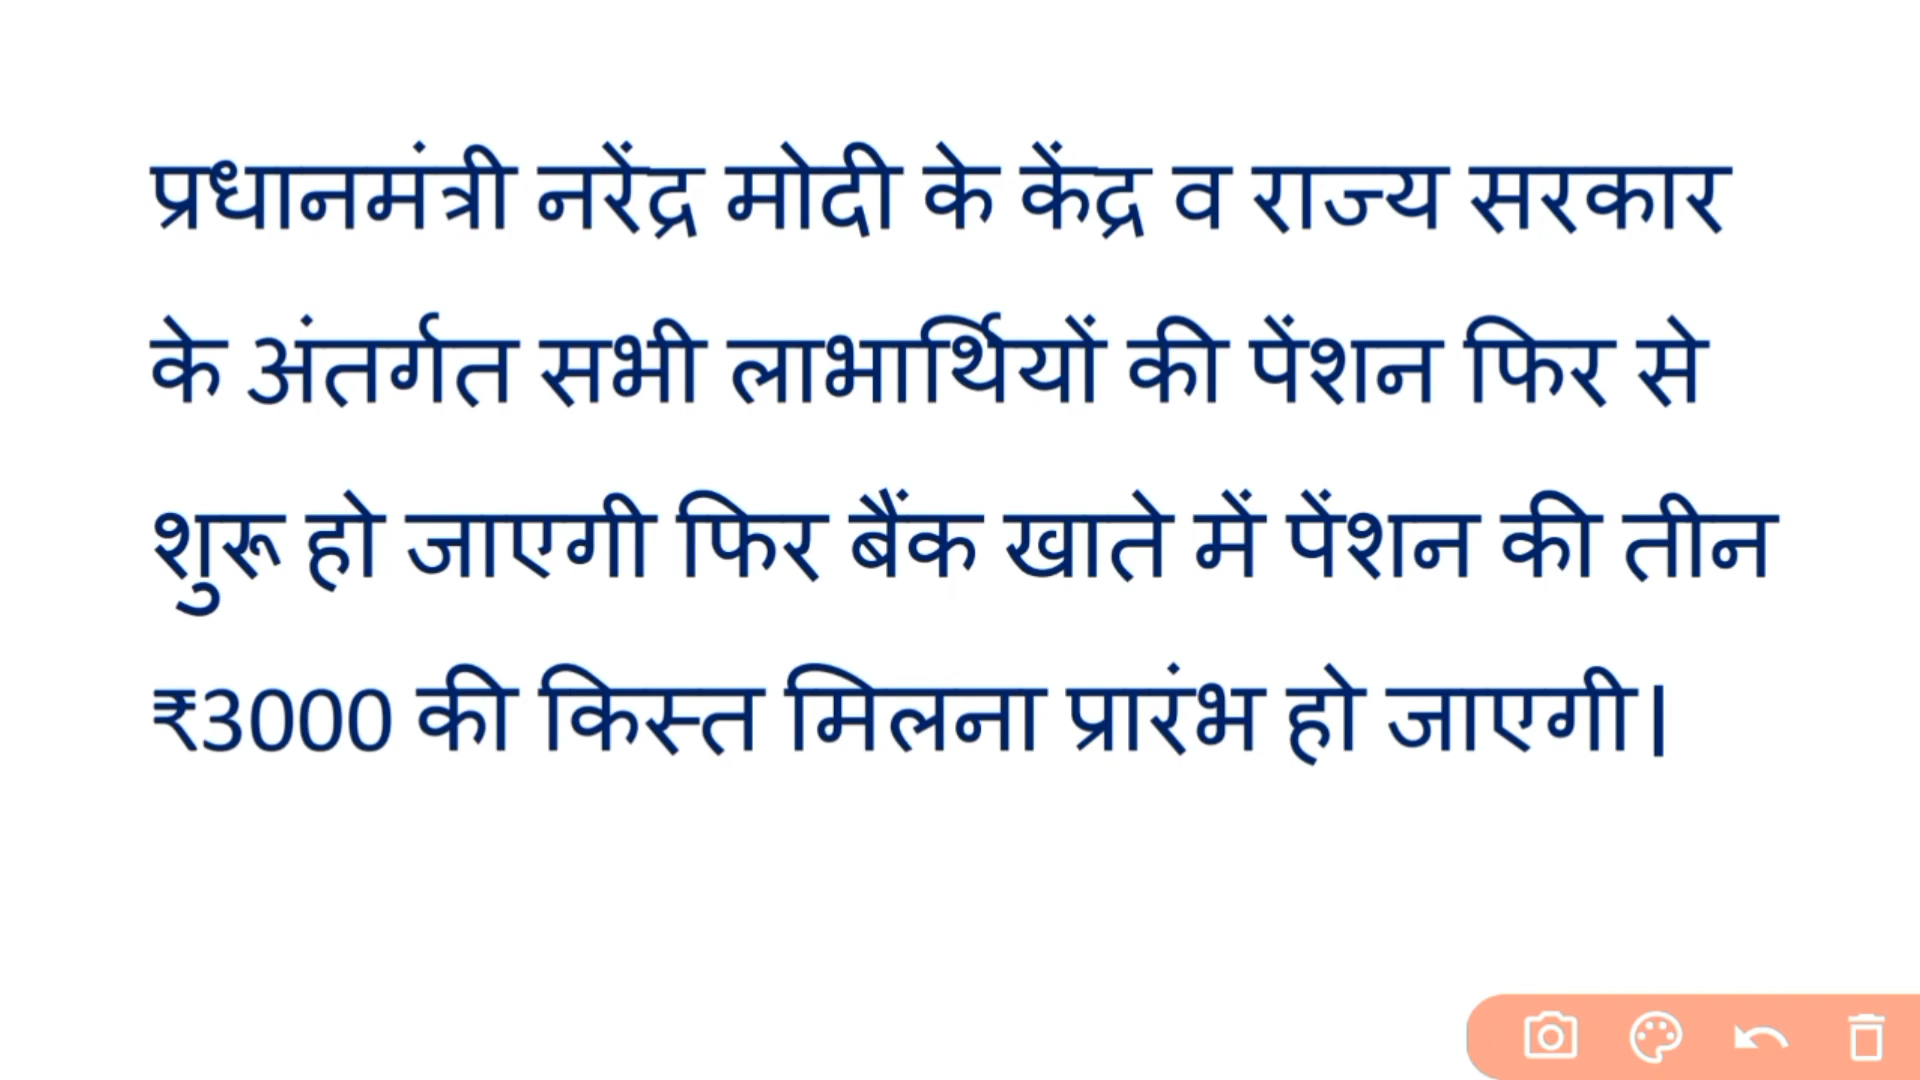 प्रधानमंत्री नरेंद्र मोदी के केंद्र व राज्य सरकार
के अंतर्गत सभी लाभार्थियों की पेंशन फिर से
शुरू हो जाएगी फिर बैंक खाते में पेंशन की तीन
₹3000 की किस्त मिलना प्रारंभ हो जाएगी।